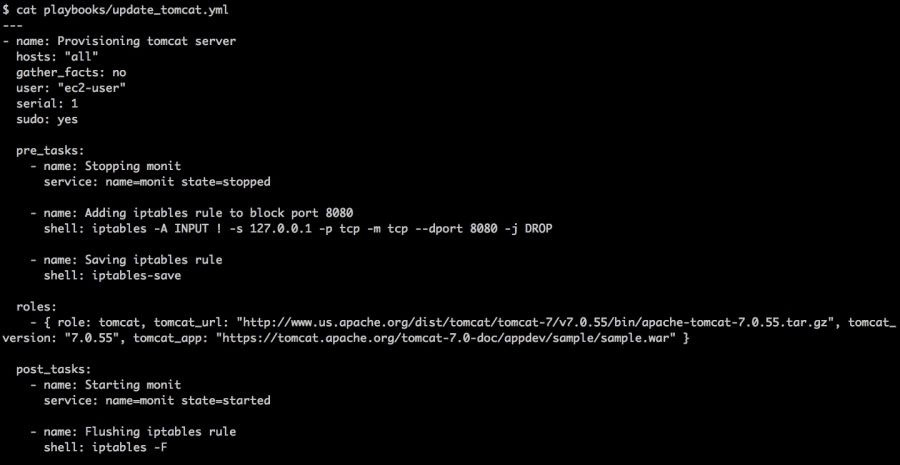 $ cat playbooks/update_tomcat.yml
---
- name: Provisioning tomcat server
  hosts: "all"
  gather_facts: no
  user: "ec2-user"
  serial: 1
  sudo: yes

  pre_tasks:
    - name: Stopping monit
      service: name=monit state=stopped

    - name: Adding iptables rule to block port 8080
      shell: iptables -A INPUT ! -s 127.0.0.1 -p tcp -m tcp --dport 8080 -j DROP

    - name: Saving iptables rule
      shell: iptables-save

  roles:
    - { role: tomcat, tomcat_url: "http://www.us.apache.org/dist/tomcat/tomcat-7/v7.0.55/bin/apache-tomcat-7.0.55.tar.gz", tomcat_
version: "7.0.55", tomcat_app: "https://tomcat.apache.org/tomcat-7.0-doc/appdev/sample/sample.war" }

  post_tasks:
    - name: Starting monit
      service: name=monit state=started

    - name: Flushing iptables rule
      shell: iptables -F